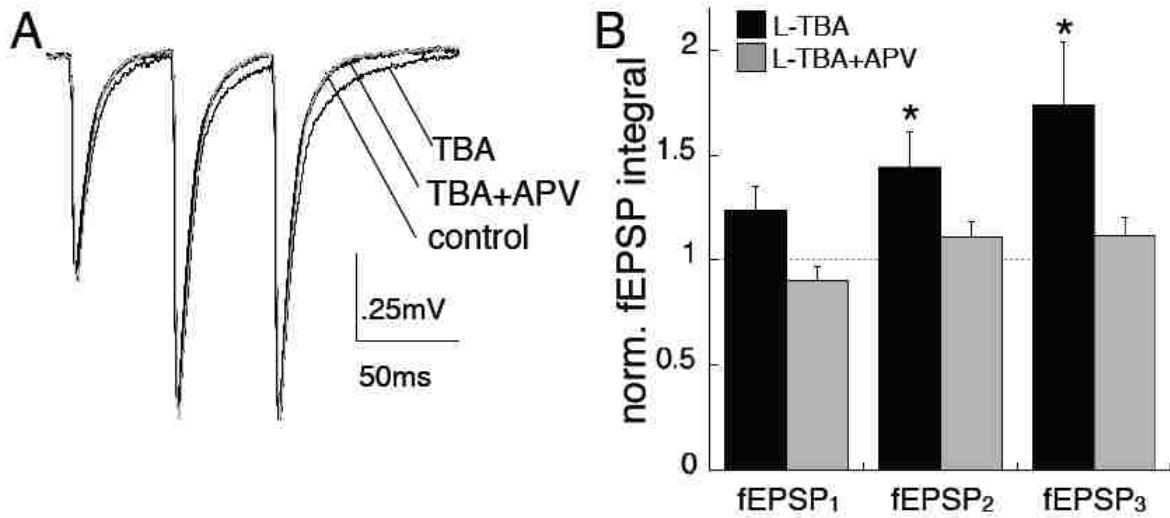 A
TBA
TBA+APV
control
.25mV
50ms
B
norm. fEPSP integral
2
1.5
1
0.5
0
L-TBA
L-TBA+APV
*
*
fEPSP₁
fEPSP₂
fEPSP₃